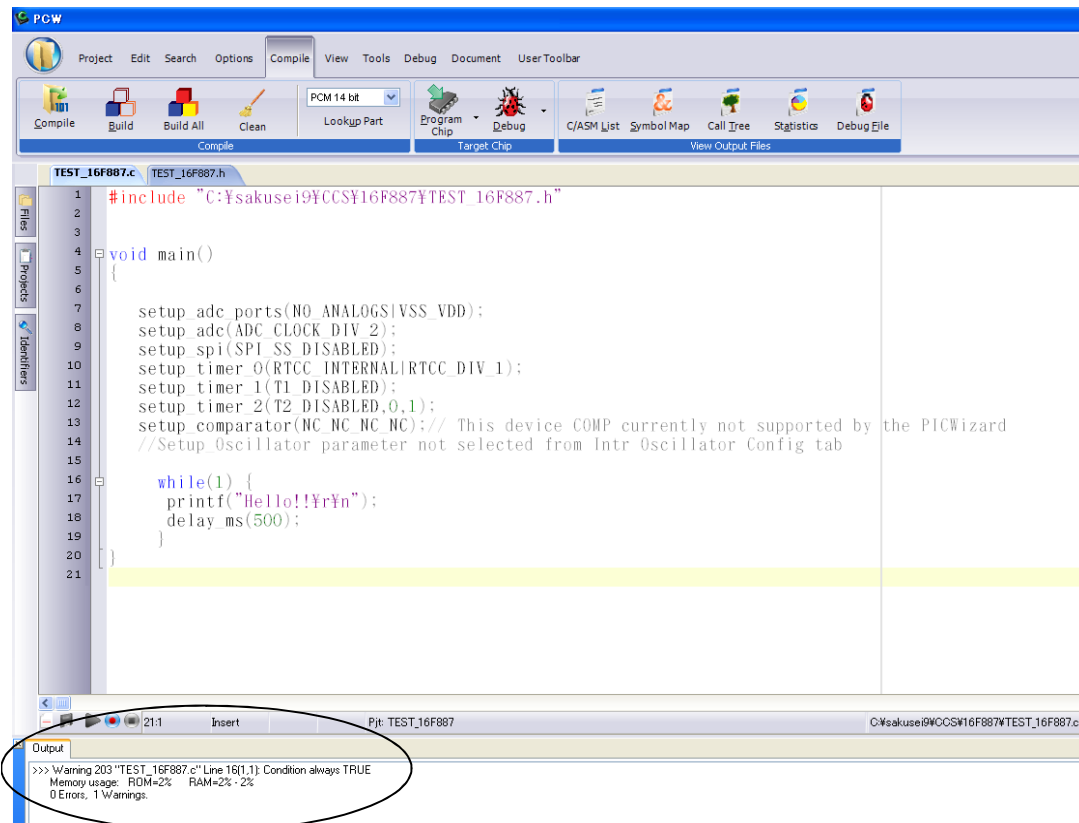 PCW
Project Edit Search Options Compile View Tools Debug Document User Toolbar
Compile Build Build All Clean PCM 14 bit Lookup Part Program Chip Debug C/ASM List Symbol Map Call Tree Statistics Debug File
Compile Target Chip View Output Files
TEST_16F887.c TEST_16F887.h
Files
Projects
Identifiers
1 #include "C:¥sakusei9¥CCS¥16F887¥TEST_16F887.h"
2
3
4 void main()
5 {
6
7 setup_adc_ports(NO_ANALOGS|VSS_VDD);
8 setup_adc(ADC_CLOCK_DIV_2);
9 setup_spi(SPI_SS_DISABLED);
10 setup_timer_0(RTCC_INTERNAL|RTCC_DIV_1);
11 setup_timer_1(T1_DISABLED);
12 setup_timer_2(T2_DISABLED,0,1);
13 setup_comparator(NC_NC_NC_NC);// This device COMP currently not supported by the PICWizard
14 //Setup_Oscillator parameter not selected from Intr Oscillator Config tab
15
16 while(1) {
17 printf("Hello!!¥r¥n");
18 delay_ms(500);
19 }
20 }
21
21:1 Insert Pjt: TEST_16F887 C:¥sakusei9¥CCS¥16F887¥TEST_16F887.c
Output
>>> Warning 203 "TEST_16F887.c" Line 16(1,1): Condition always TRUE
Memory usage: ROM=2% RAM=2% - 2%
0 Errors, 1 Warnings.